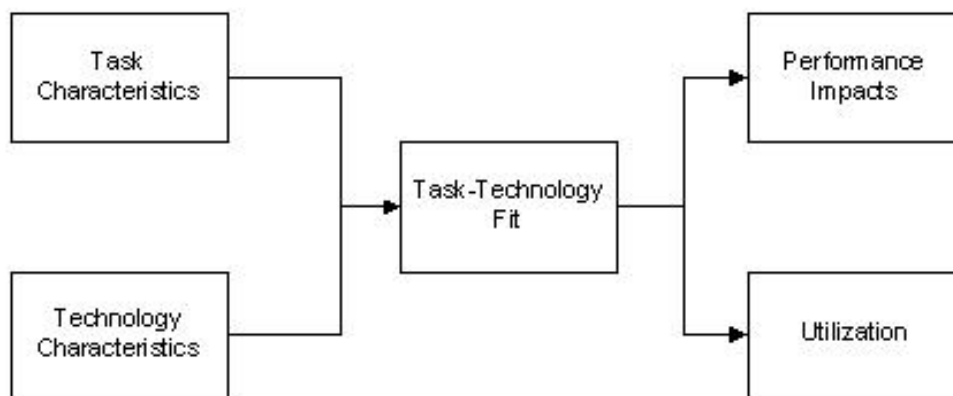 Task
Characteristics
Performance
Impacts
Task-Technology
Fit
Technology
Characteristics
Utilization